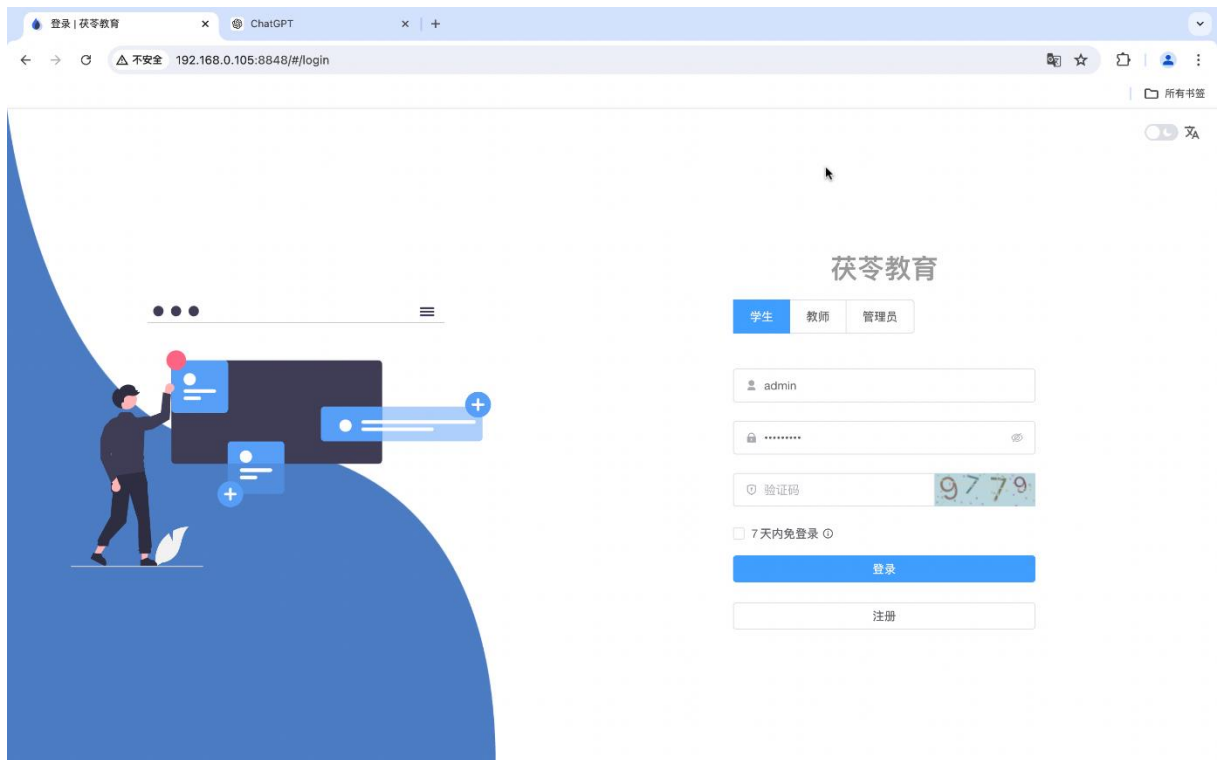 登录 | 茯苓教育
ChatGPT
不安全 192.168.0.105:8848/#/login
所有书签
茯苓教育
学生 教师 管理员
admin
•••••••••
验证码 9779
7 天内免登录
登录
注册